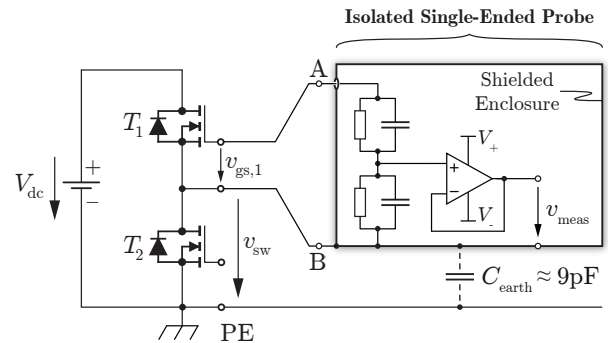 Isolated Single-Ended Probe
A
Shielded
Enclosure
T1
V+
+
−
vgs,1
+
−
Vdc
V-
vmeas
T2
vsw
B
Cearth ≈ 9pF
PE